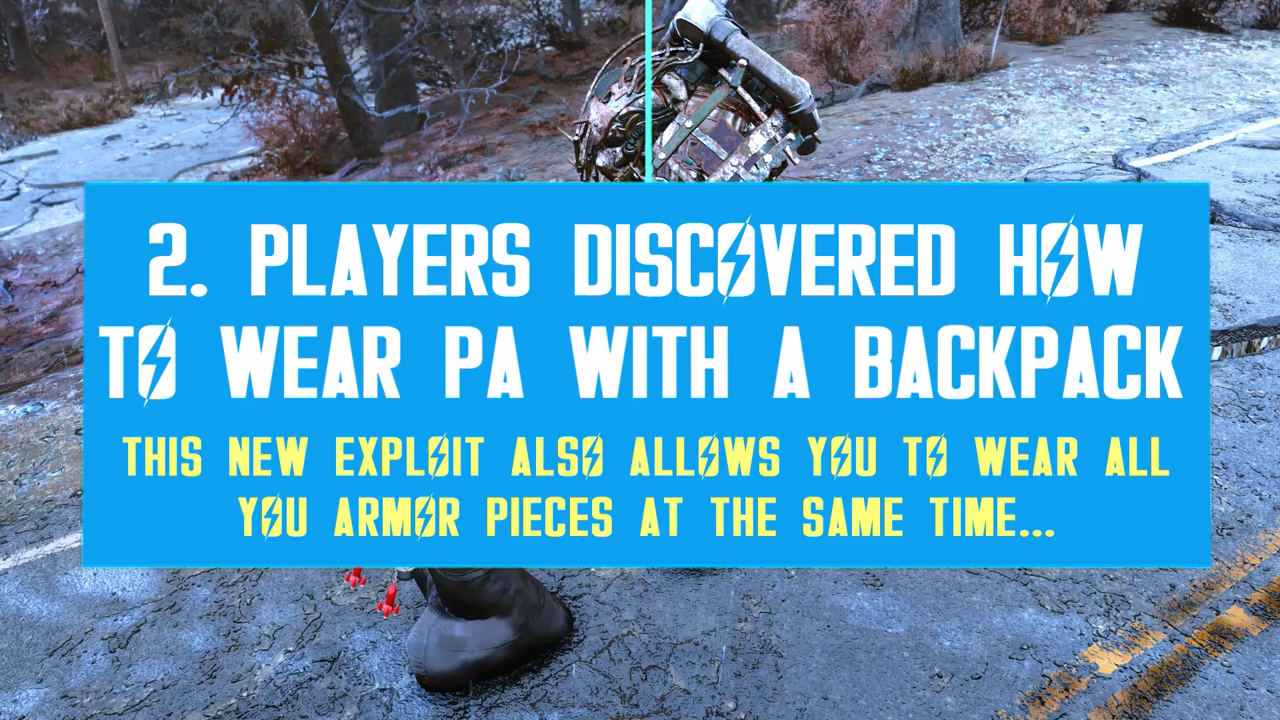 2. PLAYERS DISCOVERED HOW
TO WEAR PA WITH A BACKPACK
THIS NEW EXPLOIT ALSO ALLOWS YOU TO WEAR ALL
YOU ARMOR PIECES AT THE SAME TIME...